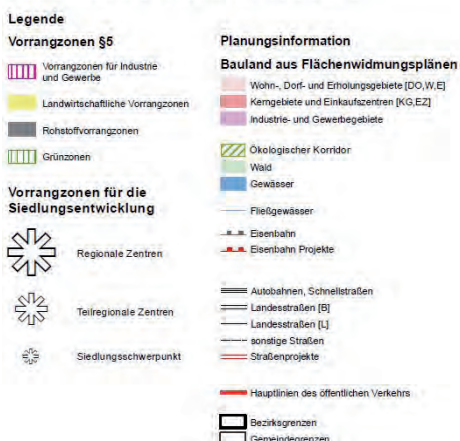 Legende
Vorrangzonen §5
Vorrangzonen für Industrie
und Gewerbe
Landwirtschaftliche Vorrangzonen
Rohstoffvorrangzonen
Grünzonen
Vorrangzonen für die
Siedlungsentwicklung
Regionale Zentren
Teilregionale Zentren
Siedlungsschwerpunkt
Planungsinformation
Bauland aus Flächenwidmungsplänen
Wohn-, Dorf- und Erholungsgebiete [DO,W,E]
Kerngebiete und Einkaufszentren [KG,EZ]
Industrie- und Gewerbegebiete
Ökologischer Korridor
Wald
Gewässer
Fließgewässer
Eisenbahn
Eisenbahn Projekte
Autobahnen, Schnellstraßen
Landesstraßen [B]
Landesstraßen [L]
sonstige Straßen
Straßenprojekte
Hauptlinien des öffentlichen Verkehrs
Bezirksgrenzen
Gemeindegrenzen